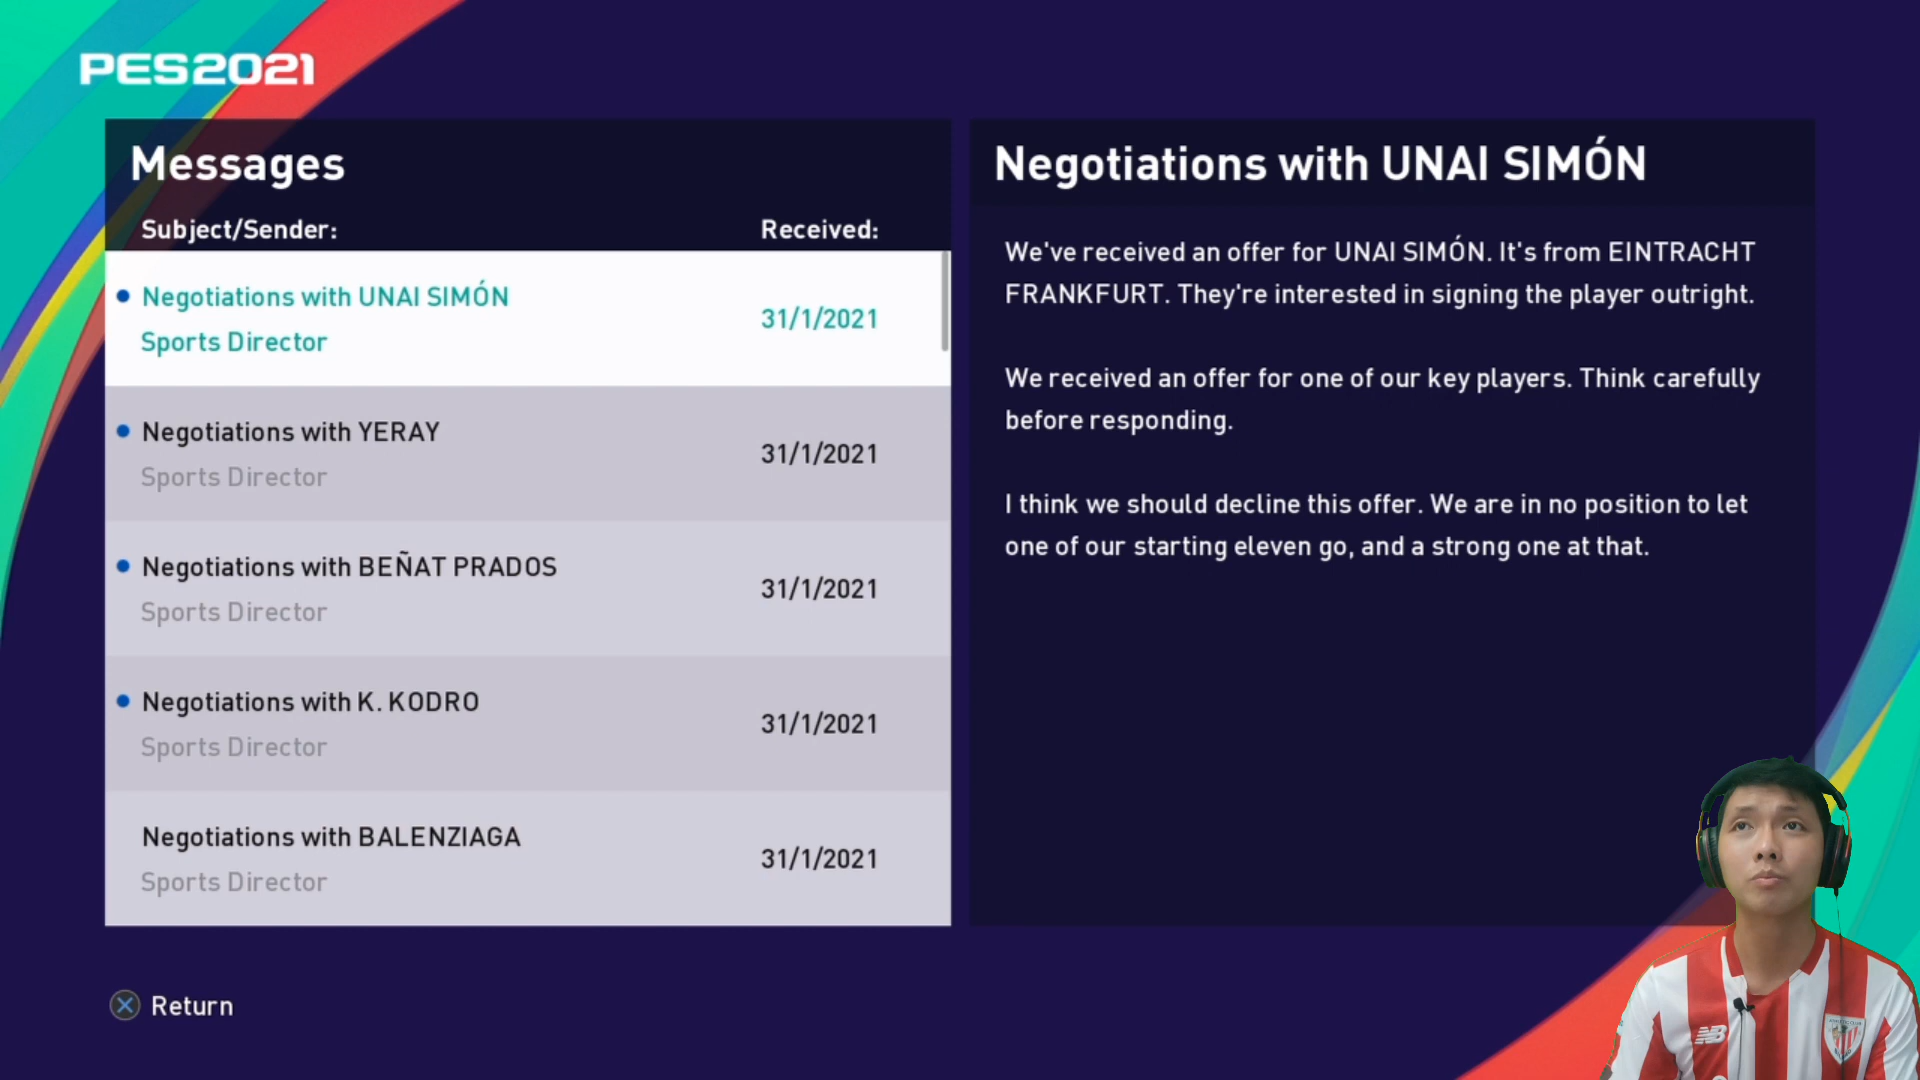 PES2021
Messages
Subject/Sender:
Received:
Negotiations with UNAI SIMÓN
Sports Director
31/1/2021
Negotiations with YERAY
Sports Director
31/1/2021
Negotiations with BEÑAT PRADOS
Sports Director
31/1/2021
Negotiations with K. KODRO
Sports Director
31/1/2021
Negotiations with BALENZIAGA
Sports Director
31/1/2021
Negotiations with UNAI SIMÓN
We've received an offer for UNAI SIMÓN. It's from EINTRACHT
FRANKFURT. They're interested in signing the player outright.
We received an offer for one of our key players. Think carefully
before responding.
I think we should decline this offer. We are in no position to let
one of our starting eleven go, and a strong one at that.
Return
NB